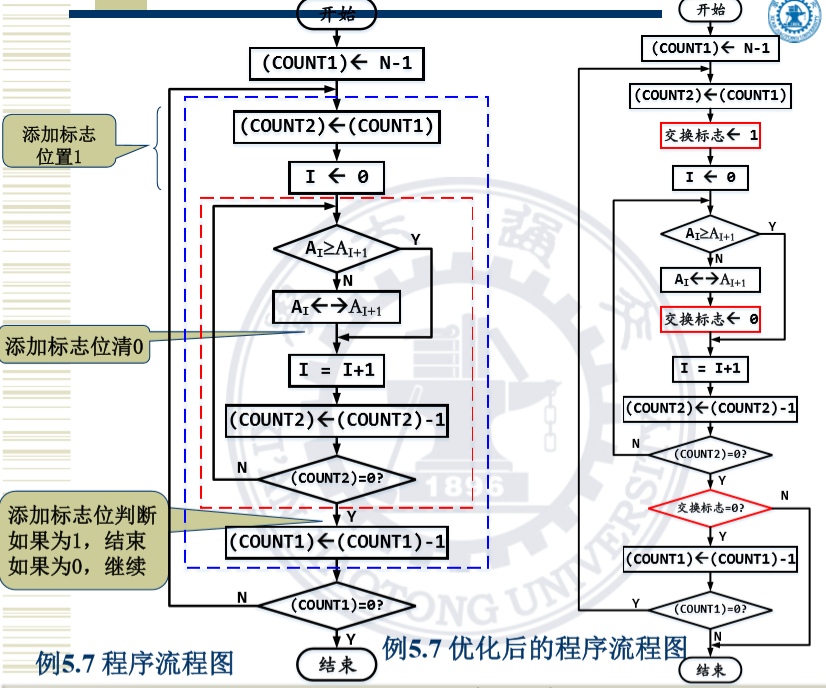 开始
(COUNT1)← N-1
(COUNT2)←(COUNT1)
I ← 0
A_I≥A_{I+1}
Y
N
A_I←→A_{I+1}
I = I+1
(COUNT2)←(COUNT2)-1
(COUNT2)=0?
N
Y
(COUNT1)←(COUNT1)-1
(COUNT1)=0?
N
Y
结束
添加标志
位置1
添加标志位清0
添加标志位判断
如果为1，结束
如果为0，继续
例5.7 程序流程图
开始
(COUNT1)← N-1
(COUNT2)←(COUNT1)
交换标志← 1
I ← 0
A_I≥A_{I+1}
Y
N
A_I←→A_{I+1}
交换标志← 0
I = I+1
(COUNT2)←(COUNT2)-1
(COUNT2)=0?
N
Y
交换标志=0?
N
Y
(COUNT1)←(COUNT1)-1
(COUNT1)=0?
Y
N
结束
例5.7 优化后的程序流程图
1896